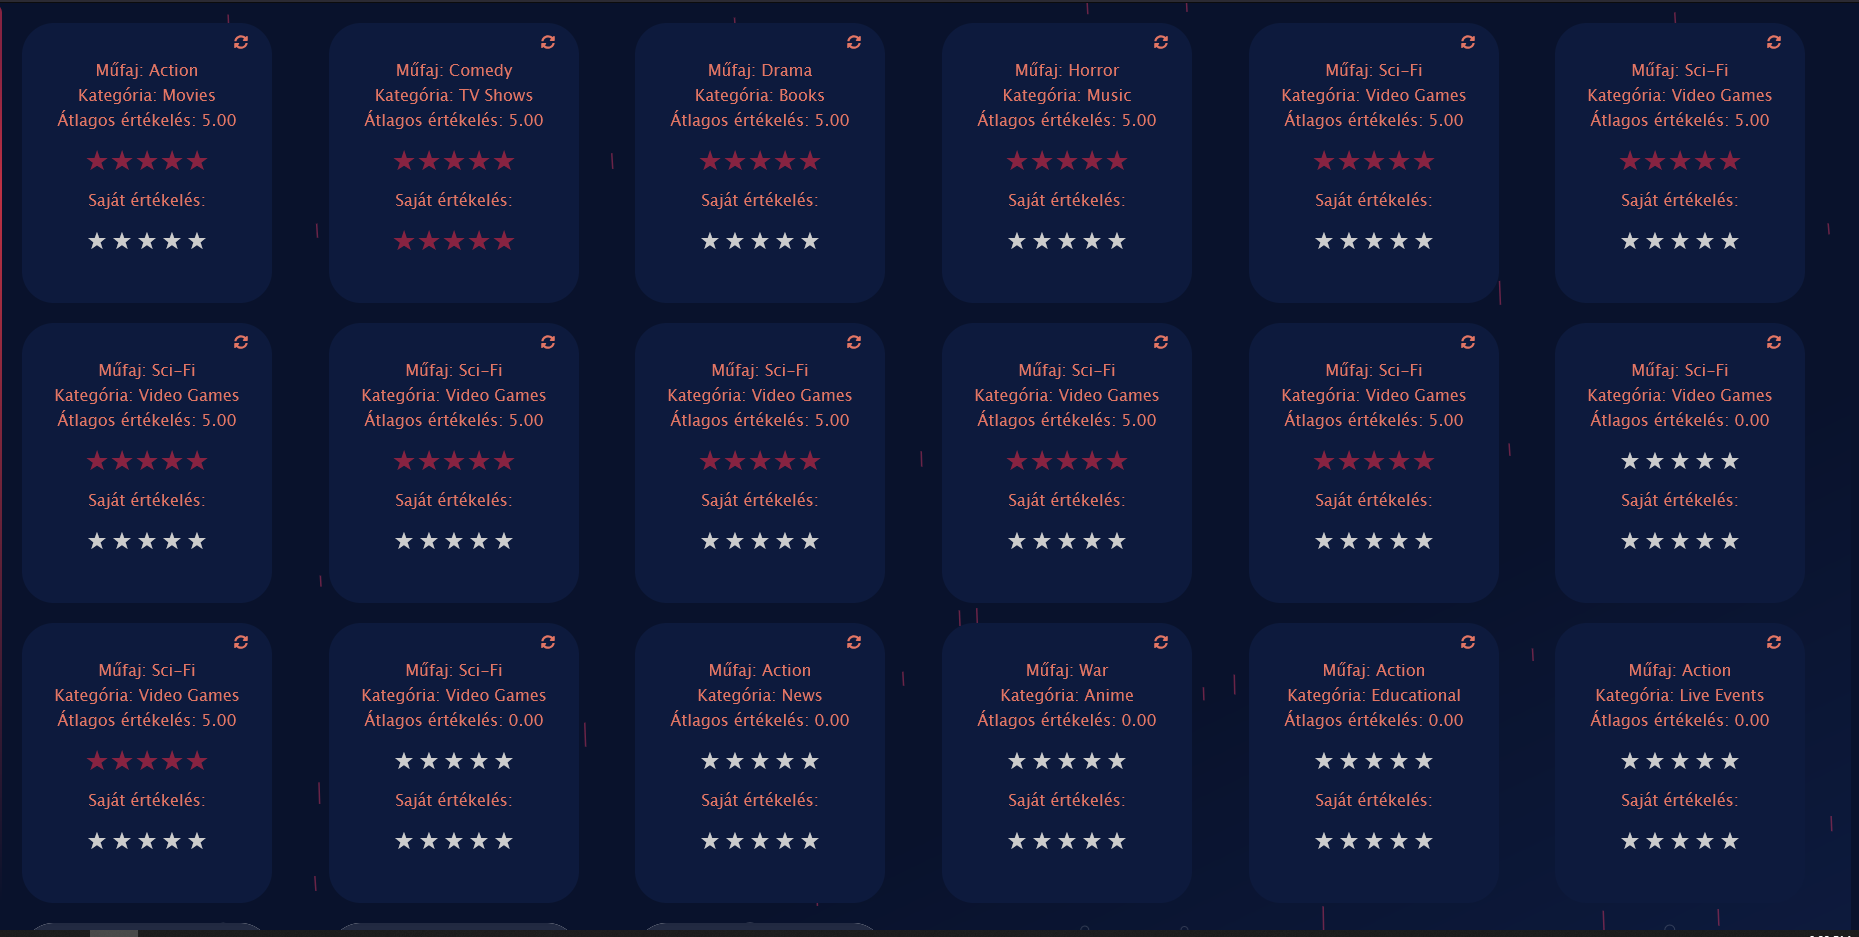 Műfaj: Action
Kategória: Movies
Átlagos értékelés: 5.00
Saját értékelés:
Műfaj: Comedy
Kategória: TV Shows
Átlagos értékelés: 5.00
Saját értékelés:
Műfaj: Drama
Kategória: Books
Átlagos értékelés: 5.00
Saját értékelés:
Műfaj: Horror
Kategória: Music
Átlagos értékelés: 5.00
Saját értékelés:
Műfaj: Sci-Fi
Kategória: Video Games
Átlagos értékelés: 5.00
Saját értékelés:
Műfaj: Sci-Fi
Kategória: Video Games
Átlagos értékelés: 5.00
Saját értékelés:
Műfaj: Sci-Fi
Kategória: Video Games
Átlagos értékelés: 5.00
Saját értékelés:
Műfaj: Sci-Fi
Kategória: Video Games
Átlagos értékelés: 5.00
Saját értékelés:
Műfaj: Sci-Fi
Kategória: Video Games
Átlagos értékelés: 5.00
Saját értékelés:
Műfaj: Sci-Fi
Kategória: Video Games
Átlagos értékelés: 5.00
Saját értékelés:
Műfaj: Sci-Fi
Kategória: Video Games
Átlagos értékelés: 5.00
Saját értékelés:
Műfaj: Sci-Fi
Kategória: Video Games
Átlagos értékelés: 0.00
Saját értékelés:
Műfaj: Sci-Fi
Kategória: Video Games
Átlagos értékelés: 5.00
Saját értékelés:
Műfaj: Sci-Fi
Kategória: Video Games
Átlagos értékelés: 0.00
Saját értékelés:
Műfaj: Action
Kategória: News
Átlagos értékelés: 0.00
Saját értékelés:
Műfaj: War
Kategória: Anime
Átlagos értékelés: 0.00
Saját értékelés:
Műfaj: Action
Kategória: Educational
Átlagos értékelés: 0.00
Saját értékelés:
Műfaj: Action
Kategória: Live Events
Átlagos értékelés: 0.00
Saját értékelés: